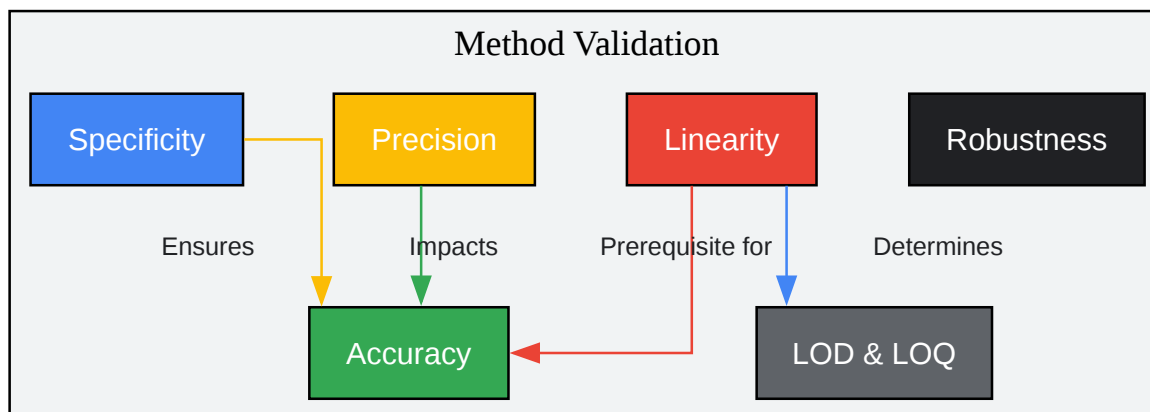 Method Validation
Specificity
Precision
Linearity
Robustness
Ensures
Impacts
Prerequisite for
Determines
Accuracy
LOD & LOQ